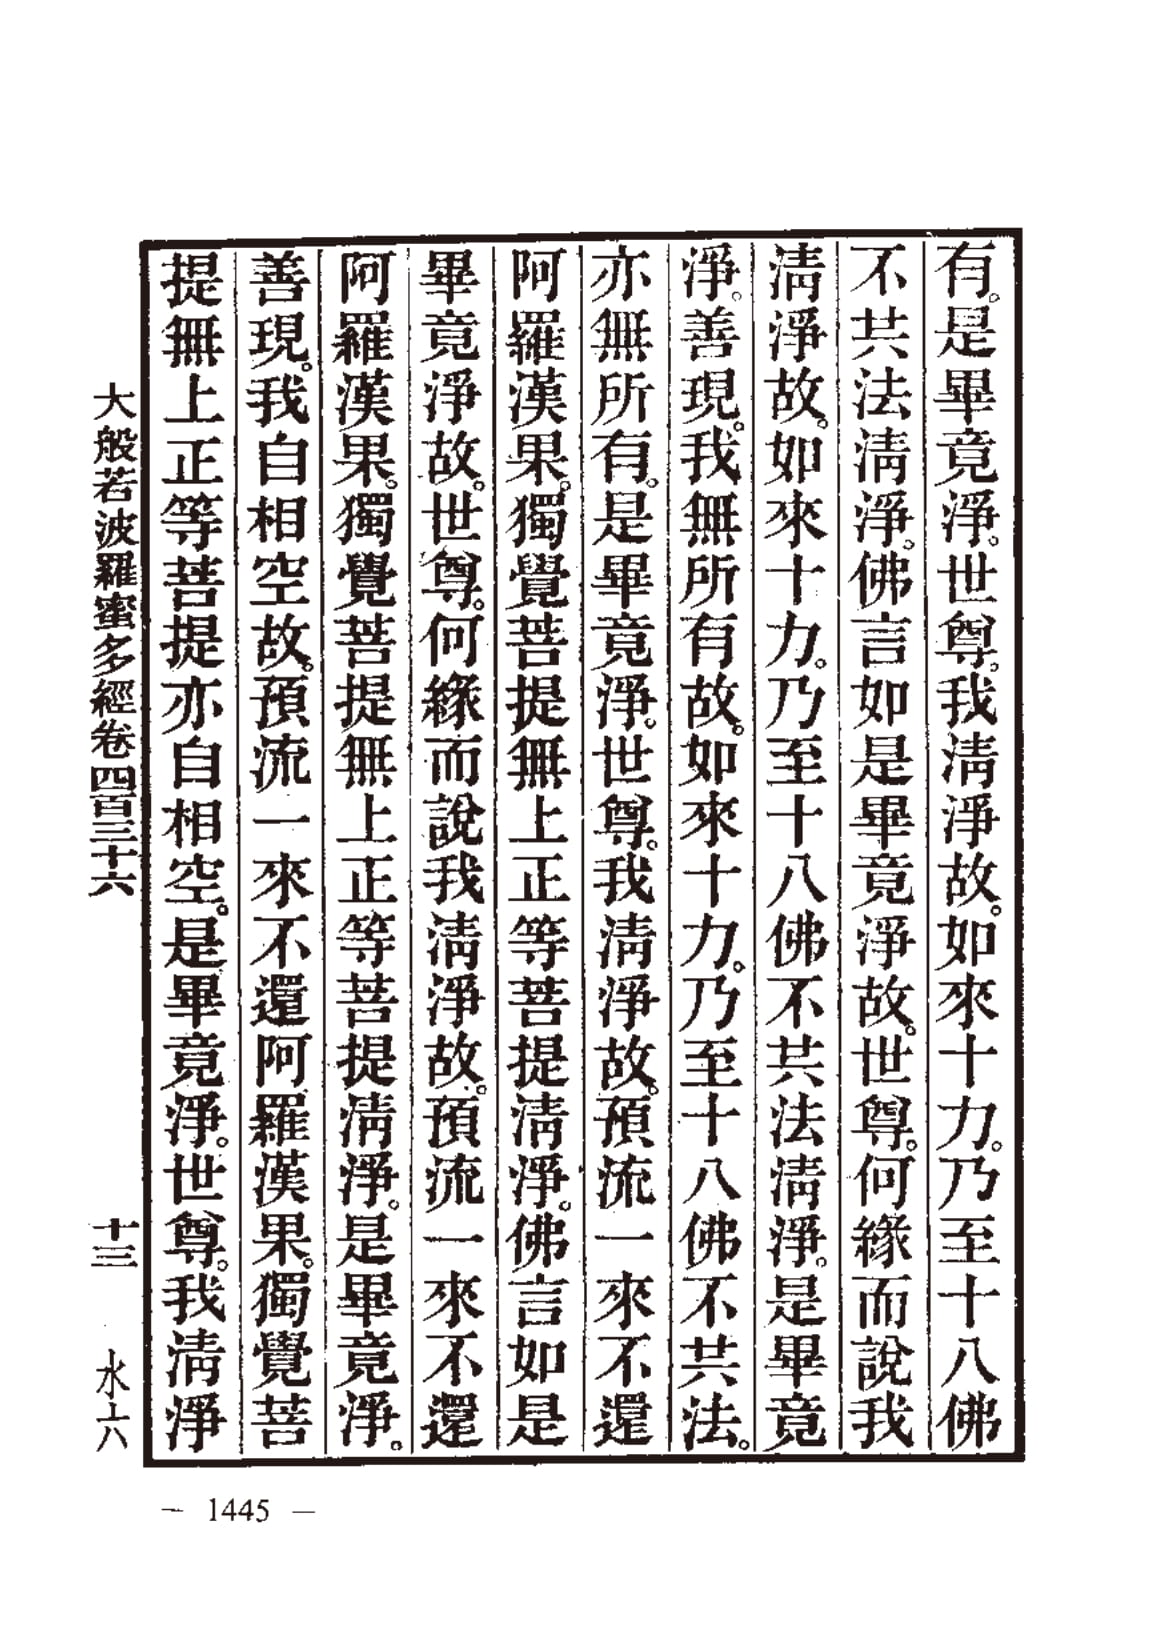 有。是畢竟淨。世尊。我淸淨故。如來十力。乃至十八佛
不共法淸淨。佛言如是畢竟淨故。世尊。何緣而說我
淸淨故。如來十力。乃至十八佛不共法淸淨。是畢竟
淨。善現。我無所有故。如來十力。乃至十八佛不共法。
亦無所有。是畢竟淨。世尊。我淸淨故。預流一來不還
阿羅漢果。獨覺菩提無上正等菩提淸淨。佛言如是
畢竟淨故。世尊。何緣而說我淸淨故。預流一來不還
阿羅漢果。獨覺菩提無上正等菩提淸淨。是畢竟淨。
善現。我自相空故。預流一來不還阿羅漢果。獨覺菩
提無上正等菩提亦自相空。是畢竟淨。世尊。我淸淨
大般若波羅蜜多經卷四百三十六 十三 水六
— 1445 —